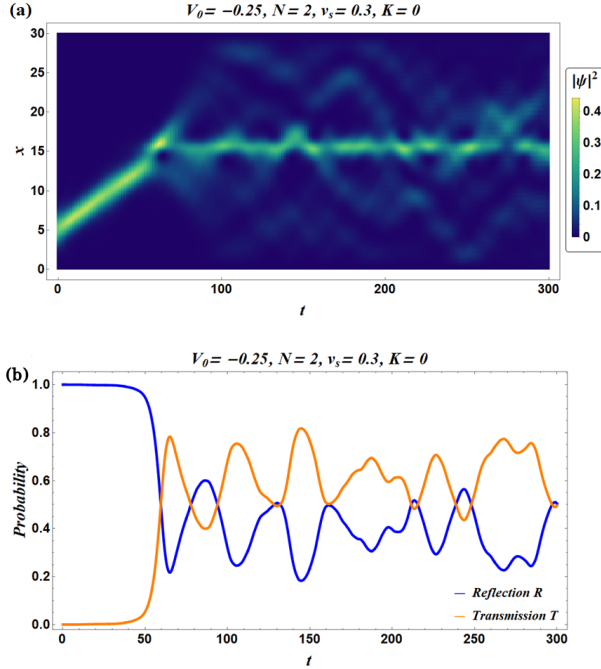 (a)
V₀ = −0.25, N = 2, vₛ = 0.3, K = 0
30
25
20
15
10
5
0
x
0
100
200
300
t
|ψ|²
0.4
0.3
0.2
0.1
0
(b)
V₀ = −0.25, N = 2, vₛ = 0.3, K = 0
1.0
0.8
0.6
0.4
0.2
0.0
Probability
0
50
100
150
200
250
300
t
Reflection R
Transmission T